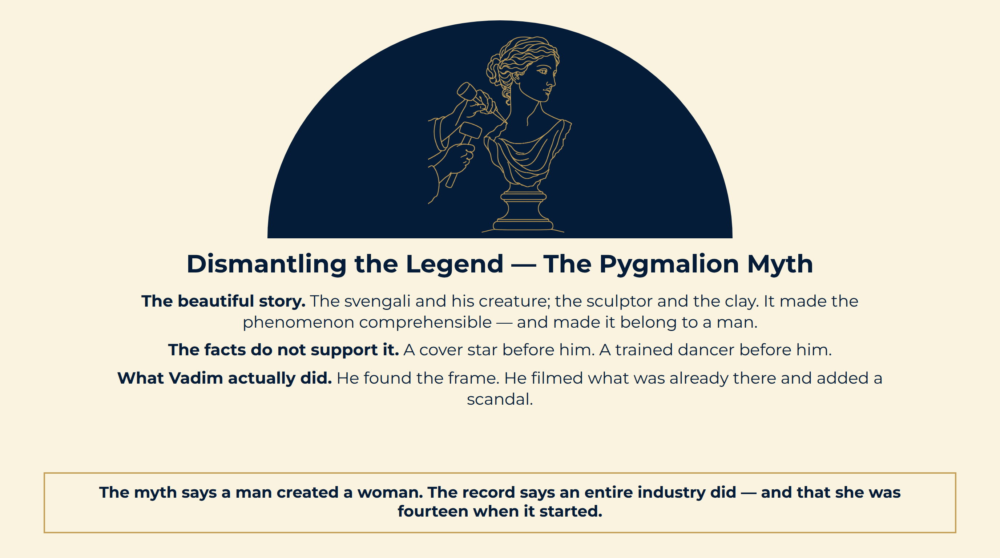 Dismantling the Legend — The Pygmalion Myth
The beautiful story. The svengali and his creature; the sculptor and the clay. It made the
phenomenon comprehensible — and made it belong to a man.
The facts do not support it. A cover star before him. A trained dancer before him.
What Vadim actually did. He found the frame. He filmed what was already there and added a
scandal.
The myth says a man created a woman. The record says an entire industry did — and that she was
fourteen when it started.